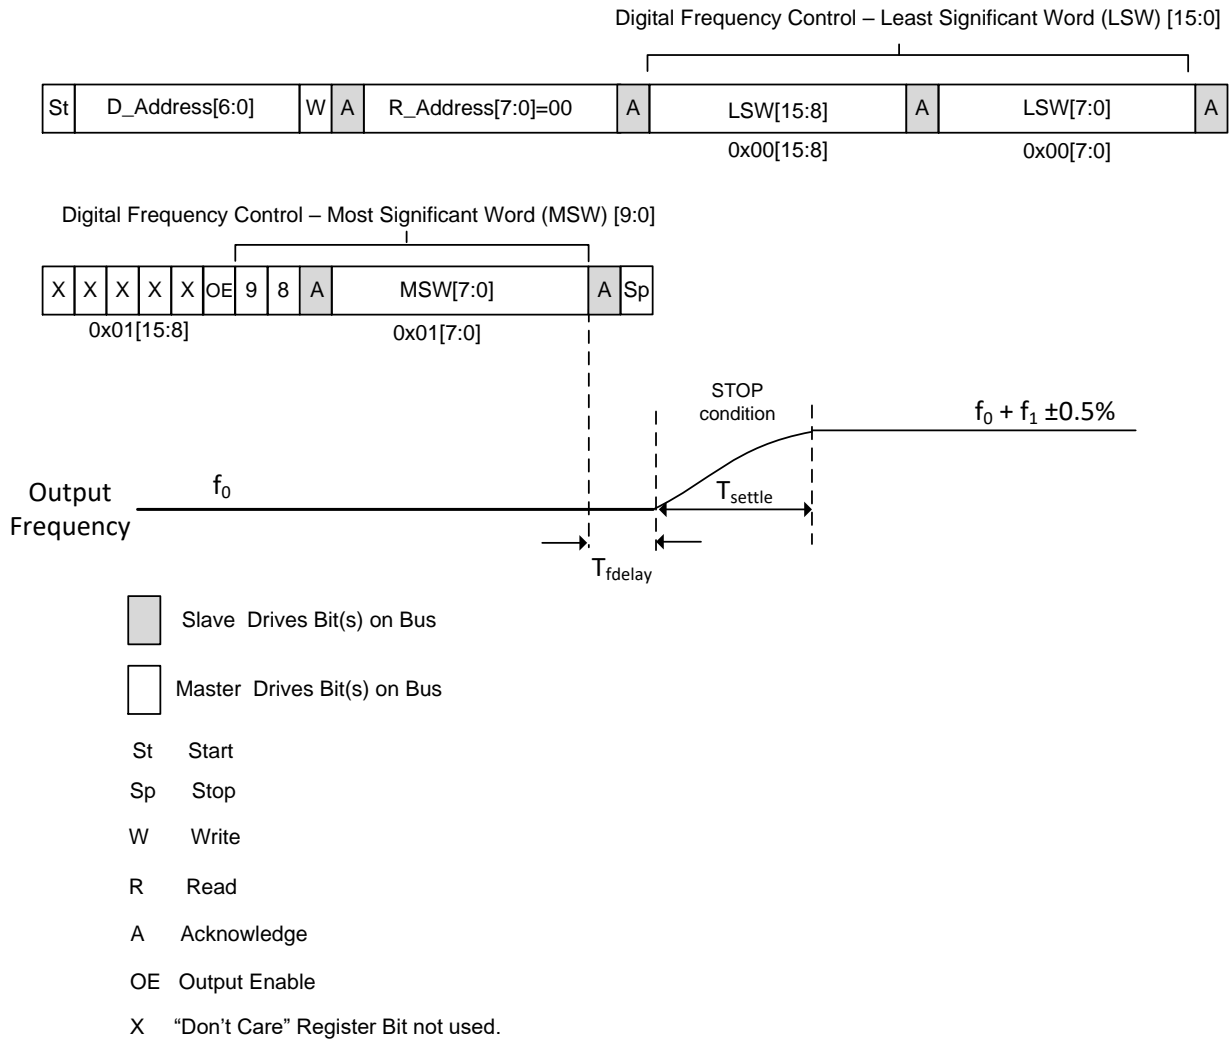 Digital Frequency Control – Least Significant Word (LSW) [15:0]
St D_Address[6:0] W A R_Address[7:0]=00 A LSW[15:8] A LSW[7:0] A
0x00[15:8] 0x00[7:0]
Digital Frequency Control – Most Significant Word (MSW) [9:0]
X X X X X OE 9 8 A MSW[7:0] A Sp
0x01[15:8] 0x01[7:0]
STOP
condition
f0 + f1 ±0.5%
Output
Frequency
f0
Tsettle
Tfdelay
Slave Drives Bit(s) on Bus
Master Drives Bit(s) on Bus
St Start
Sp Stop
W Write
R Read
A Acknowledge
OE Output Enable
X “Don’t Care” Register Bit not used.